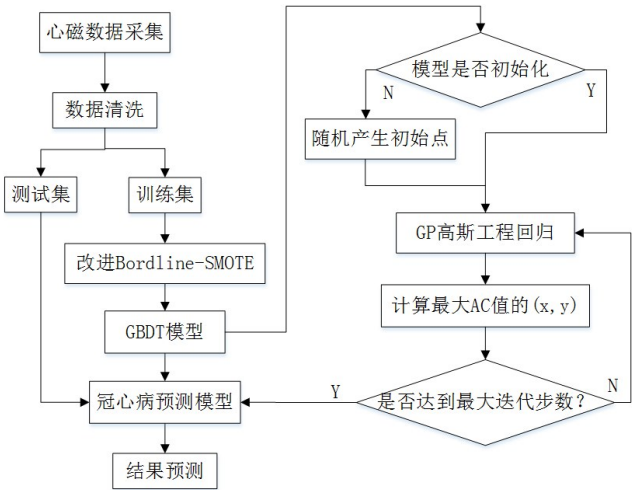 心磁数据采集
数据清洗
测试集
训练集
改进Bordline-SMOTE
GBDT模型
冠心病预测模型
结果预测
模型是否初始化
N
Y
随机产生初始点
GP高斯工程回归
计算最大AC值的(x,y)
是否达到最大迭代步数？
Y
N